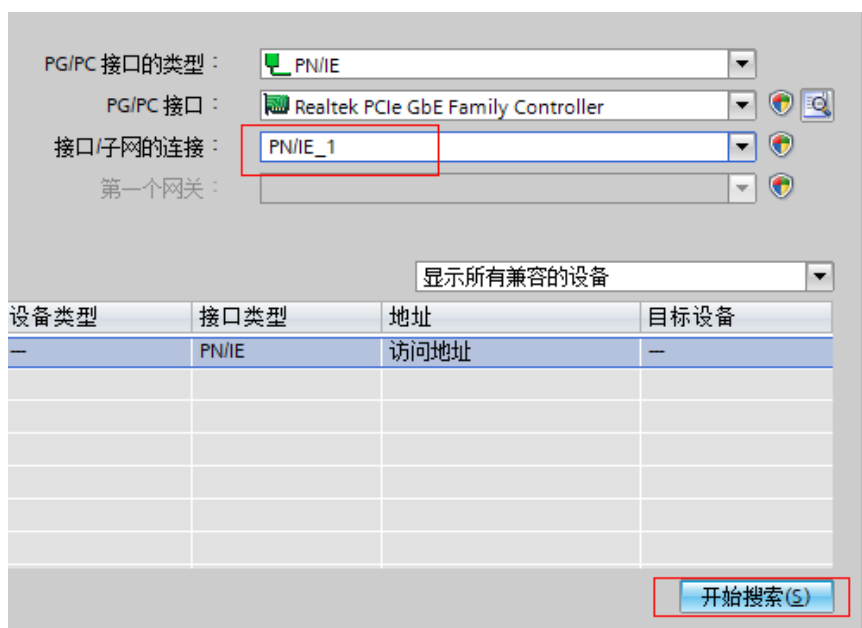 PG/PC 接口的类型： PN/IE
PG/PC 接口： Realtek PCIe GbE Family Controller
接口/子网的连接： PN/IE_1
第一个网关：
显示所有兼容的设备
设备类型 接口类型 地址 目标设备
— PN/IE 访问地址 —
开始搜索(S)